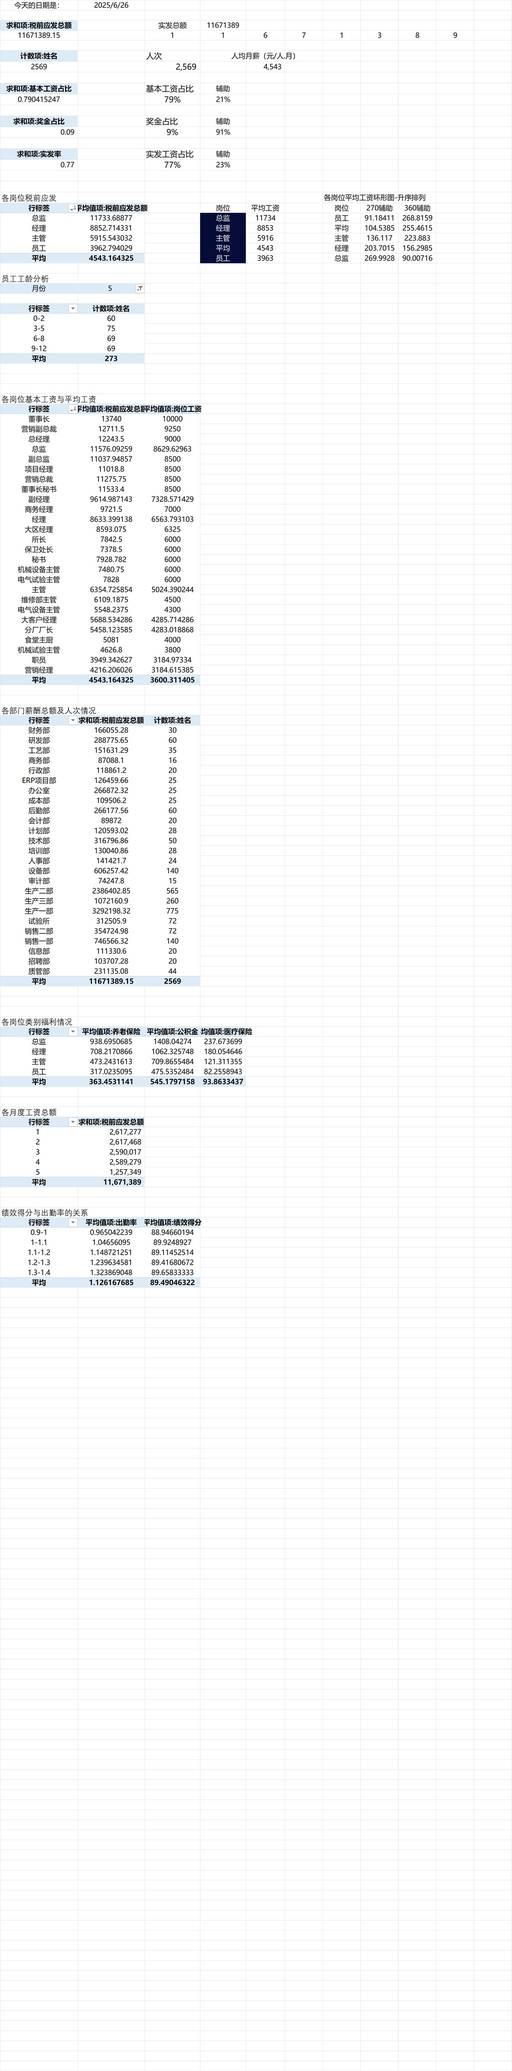 今天的日期是： 2025/6/26
求和项:税前应发总额 实发总额 11671389
11671389.15 1 1 6 7 1 3 8 9
计数项:姓名 人次 人均月薪（元/人.月）
2569 2,569 4,543
求和项:基本工资占比 基本工资占比 辅助
0.790415247 79% 21%
求和项:奖金占比 奖金占比 辅助
0.09 9% 91%
求和项:实发率 实发工资占比 辅助
0.77 77% 23%
各岗位税前应发 各岗位平均工资环形图-升序排列
行标签 平均值项:税前应发总额 岗位 平均工资 岗位 270辅助 360辅助
总监 11733.68877 总监 11734 员工 91.18411 268.8159
经理 8852.714331 经理 8853 平均 104.5385 255.4615
主管 5915.543032 主管 5916 主管 136.117 223.883
员工 3962.794029 平均 4543 经理 203.7015 156.2985
平均 4543.164325 员工 3963 总监 269.9928 90.00716
员工工龄分析
月份 5
行标签 计数项:姓名
0-2 60
3-5 75
6-8 69
9-12 69
平均 273
各岗位基本工资与平均工资
行标签 平均值项:税前应发总额 平均值项:岗位工资
董事长 13740 10000
营销副总裁 12711.5 9250
总经理 12243.5 9000
总监 11576.09259 8629.62963
副总监 11037.94857 8500
项目经理 11018.8 8500
营销总裁 11275.75 8500
董事长秘书 11533.4 8500
副经理 9614.987143 7328.571429
商务经理 9721.5 7000
经理 8633.399138 6563.793103
大区经理 8593.075 6325
所长 7842.5 6000
保卫处长 7378.5 6000
秘书 7928.782 6000
机械设备主管 7480.75 6000
电气试验主管 7828 6000
主管 6354.725854 5024.390244
维修部主管 6109.1875 4500
电气设备主管 5548.2375 4300
大客户经理 5688.534286 4285.714286
分厂厂长 5458.123585 4283.018868
食堂主厨 5081 4000
机械试验主管 4626.8 3800
职员 3949.342627 3184.97334
营销经理 4216.206026 3184.615385
平均 4543.164325 3600.311405
各部门薪酬总额及人次情况
行标签 求和项:税前应发总额 计数项:姓名
财务部 166055.28 30
研发部 288775.65 60
工艺部 151631.29 35
商务部 87088.1 16
行政部 118861.2 20
ERP项目部 126459.66 25
办公室 266872.32 25
成本部 109506.2 25
后勤部 266177.56 60
会计部 89872 20
计划部 120593.02 28
技术部 316796.86 50
培训部 130040.86 28
人事部 141421.7 24
设备部 606257.42 140
审计部 74247.8 15
生产二部 2386402.85 565
生产三部 1072160.9 260
生产一部 3292198.32 775
试验所 312505.9 72
销售二部 354724.98 72
销售一部 746566.32 140
信息部 111330.6 20
招聘部 103707.28 20
质管部 231135.08 44
平均 11671389.15 2569
各岗位类别福利情况
行标签 平均值项:养老保险 平均值项:公积金 均值项:医疗保险
总监 938.6950685 1408.04274 237.673699
经理 708.2170866 1062.325748 180.054646
主管 473.2431613 709.8655484 121.311355
员工 317.0235095 475.5352484 82.2558943
平均 363.4531141 545.1797158 93.8633437
各月度工资总额
行标签 求和项:税前应发总额
1 2,617,277
2 2,617,468
3 2,590,017
4 2,589,279
5 1,257,349
平均 11,671,389
绩效得分与出勤率的关系
行标签 平均值项:出勤率 平均值项:绩效得分
0.9-1 0.965042239 88.94660194
1-1.1 1.04656095 89.9248927
1.1-1.2 1.148721251 89.11452514
1.2-1.3 1.239634581 89.41680672
1.3-1.4 1.323869048 89.65833333
平均 1.126167685 89.49046322